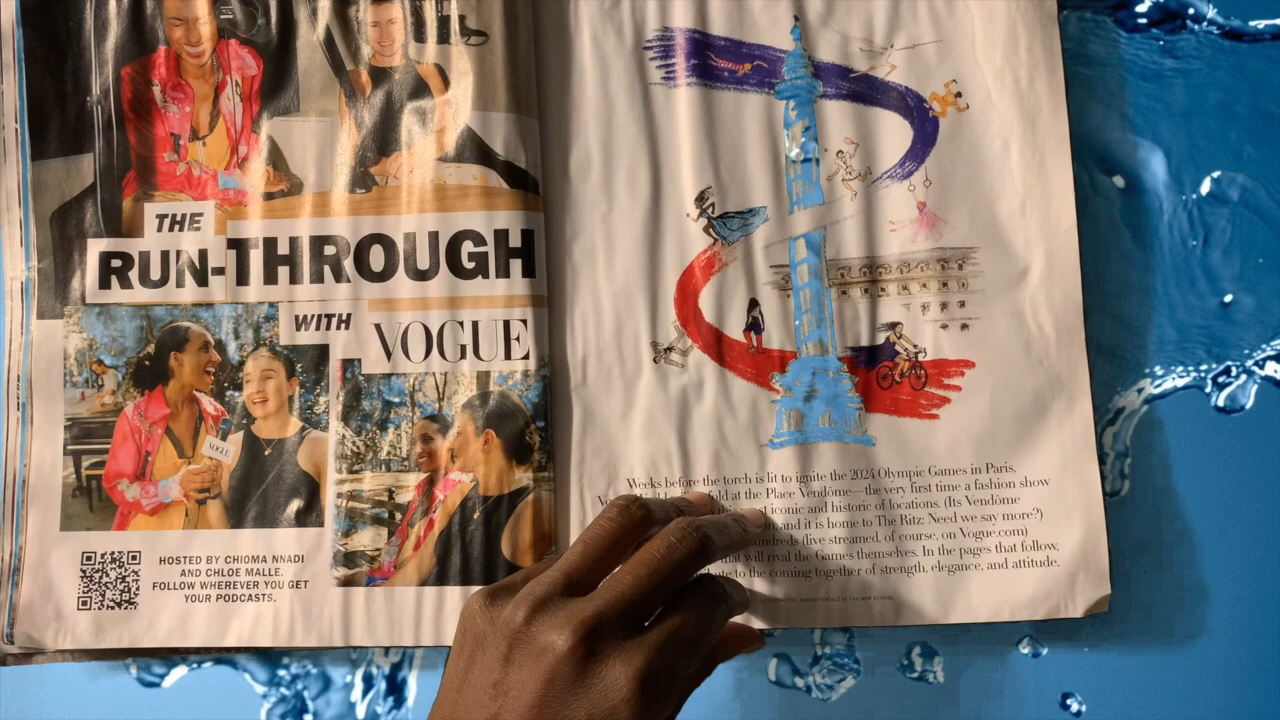 THE
RUN-THROUGH
WITH VOGUE
VOGUE
HOSTED BY CHIOMA NNADI
AND CHLOE MALLE.
FOLLOW WHEREVER YOU GET
YOUR PODCASTS.
Weeks before the torch is lit to ignite the 2024 Olympic Games in Paris,
fold at the Place Vendôme—the very first time a fashion show
iconic and historic of locations. (Its Vendôme
and it is home to The Ritz: Need we say more?)
(live streamed, of course, on Vogue.com)
that will rival the Games themselves. In the pages that follow,
to the coming together of strength, elegance, and attitude.